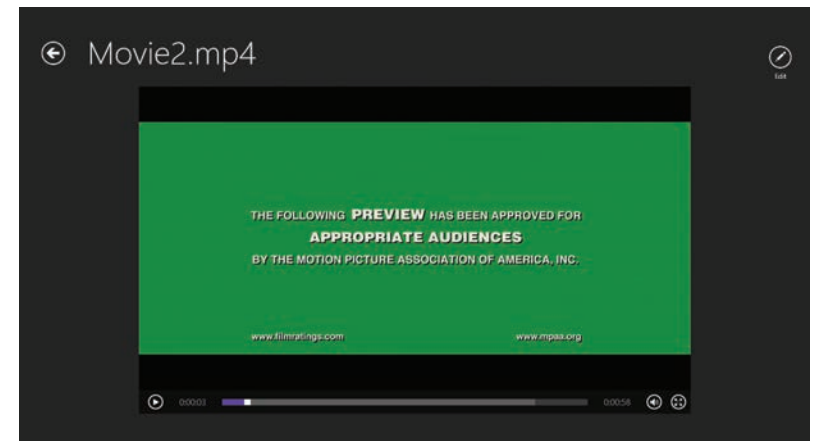 Movie2.mp4
Edit
THE FOLLOWING PREVIEW HAS BEEN APPROVED FOR
APPROPRIATE AUDIENCES
BY THE MOTION PICTURE ASSOCIATION OF AMERICA, INC.
www.filmratings.com www.mpaa.org
0:00:03 0:00:56